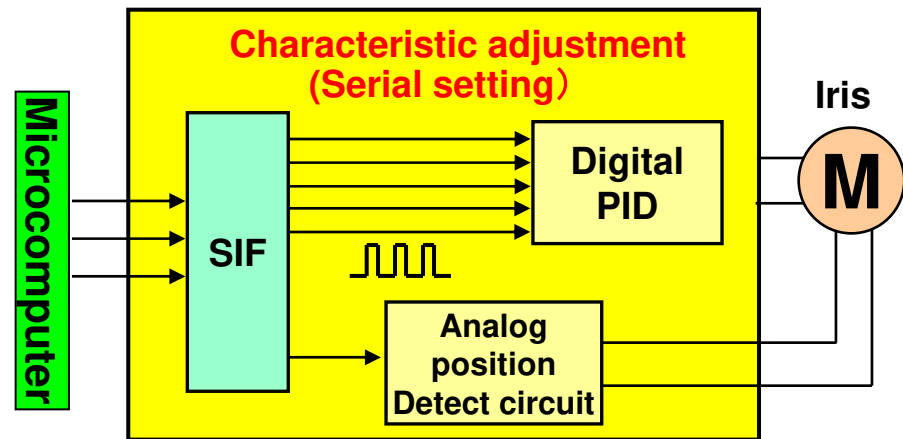 Characteristic adjustment
(Serial setting）
Microcomputer
SIF
Digital
PID
Iris
M
Analog
position
Detect circuit